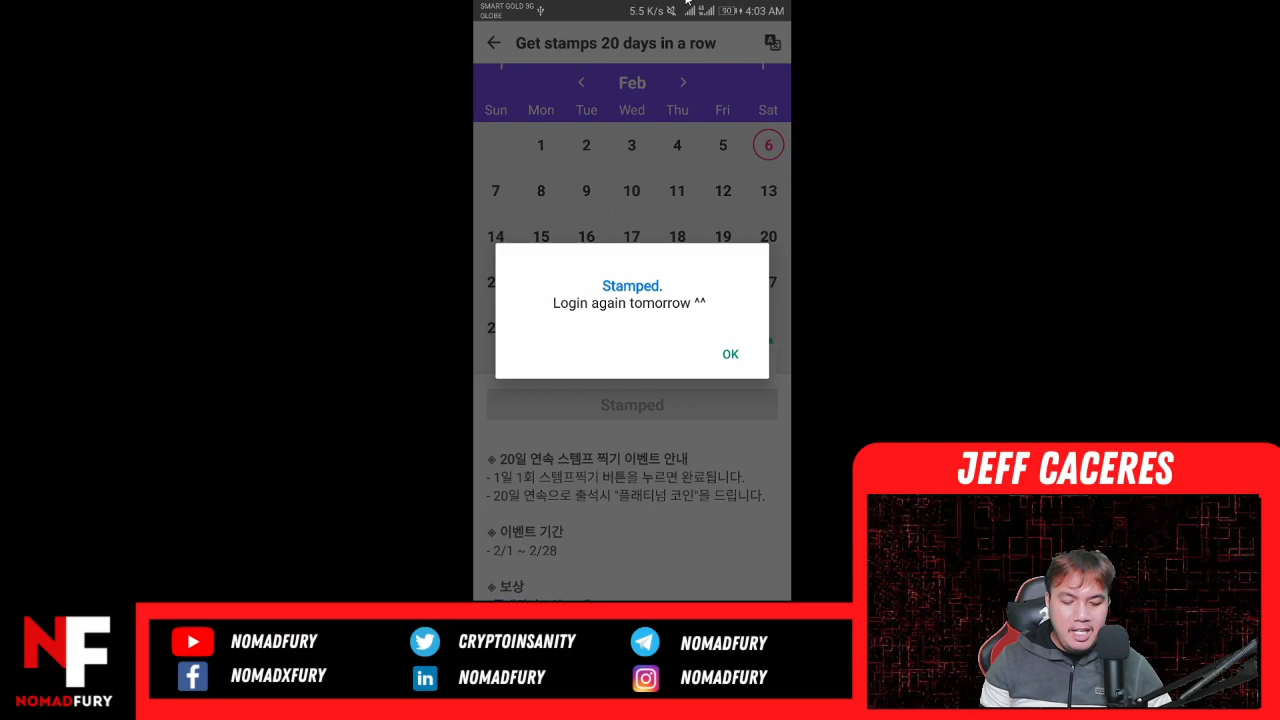 SMART GOLD 3G
GLOBE
5.5 K/s 90 4:03 AM
Get stamps 20 days in a row
Feb
Sun Mon Tue Wed Thu Fri Sat
1 2 3 4 5 6
7 8 9 10 11 12 13
14 15 16 17 18 19 20
Stamped.
Login again tomorrow ^^
OK
Stamped
◈ 20일 연속 스템프 찍기 이벤트 안내
- 1일 1회 스템프찍기 버튼을 누르면 완료됩니다.
- 20일 연속으로 출석시 "플래티넘 코인"을 드립니다.
◈ 이벤트 기간
- 2/1 ~ 2/28
◈ 보상
JEFF CACERES
NF
NOMADFURY
NOMADFURY CRYPTOINSANITY NOMADFURY
NOMADXFURY in NOMADFURY NOMADFURY